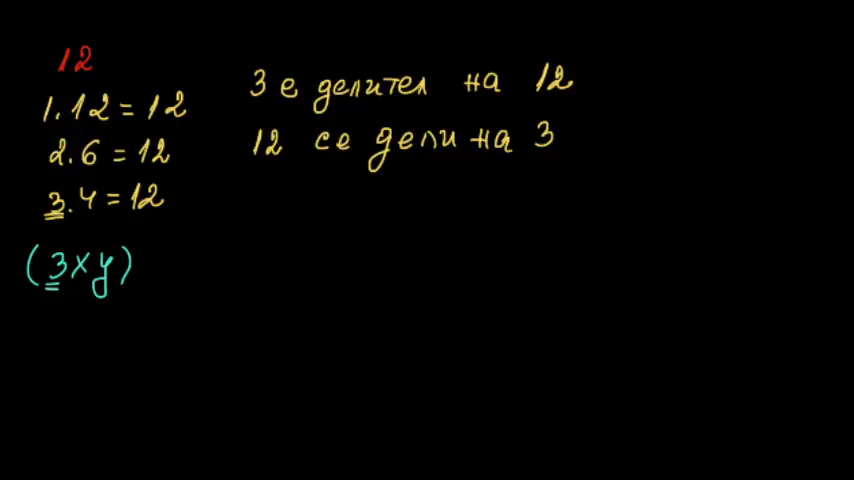 12
1.12 = 12
2.6 = 12
3.4 = 12
(3xy)
3 е делител на 12
12 се дели на 3